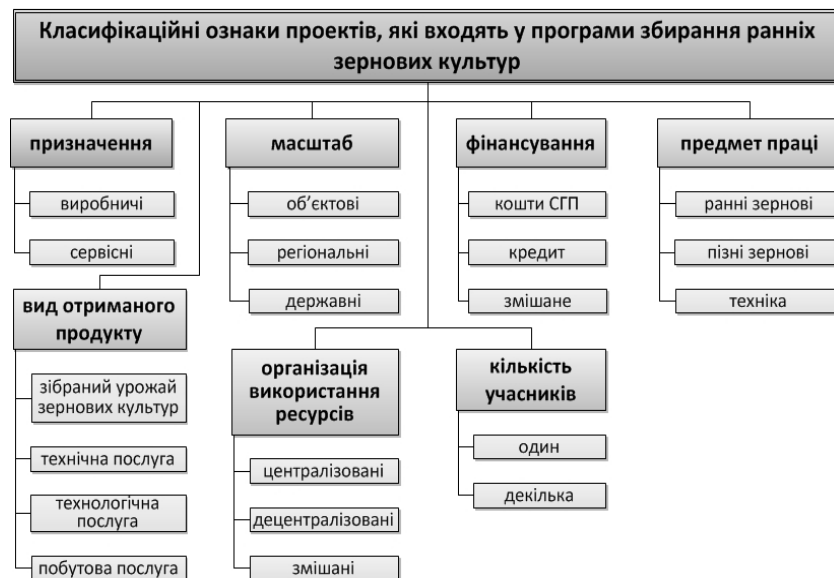 Класифікаційні ознаки проектів, які входять у програми збирання ранніх
зернових культур
призначення
виробничі
сервісні
масштаб
об’єктові
регіональні
державні
фінансування
кошти СГП
кредит
змішане
предмет праці
ранні зернові
пізні зернові
техніка
вид отриманого
продукту
зібраний урожай
зернових культур
технічна послуга
технологічна
послуга
побутова послуга
організація
використання
ресурсів
централізовані
децентралізовані
змішані
кількість
учасників
один
декілька